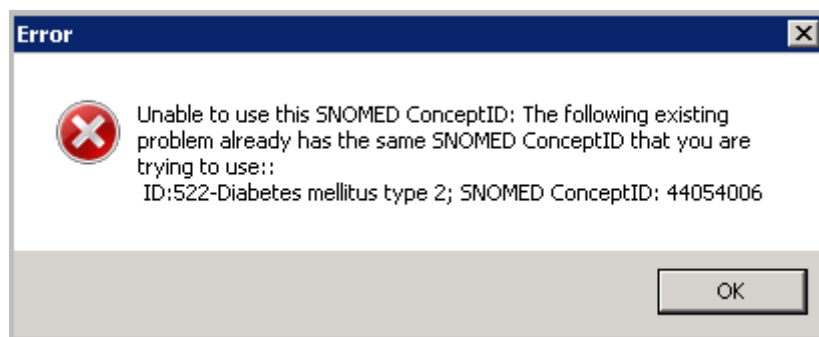 Error
Unable to use this SNOMED ConceptID: The following existing
problem already has the same SNOMED ConceptID that you are
trying to use::
ID:522-Diabetes mellitus type 2; SNOMED ConceptID: 44054006
OK